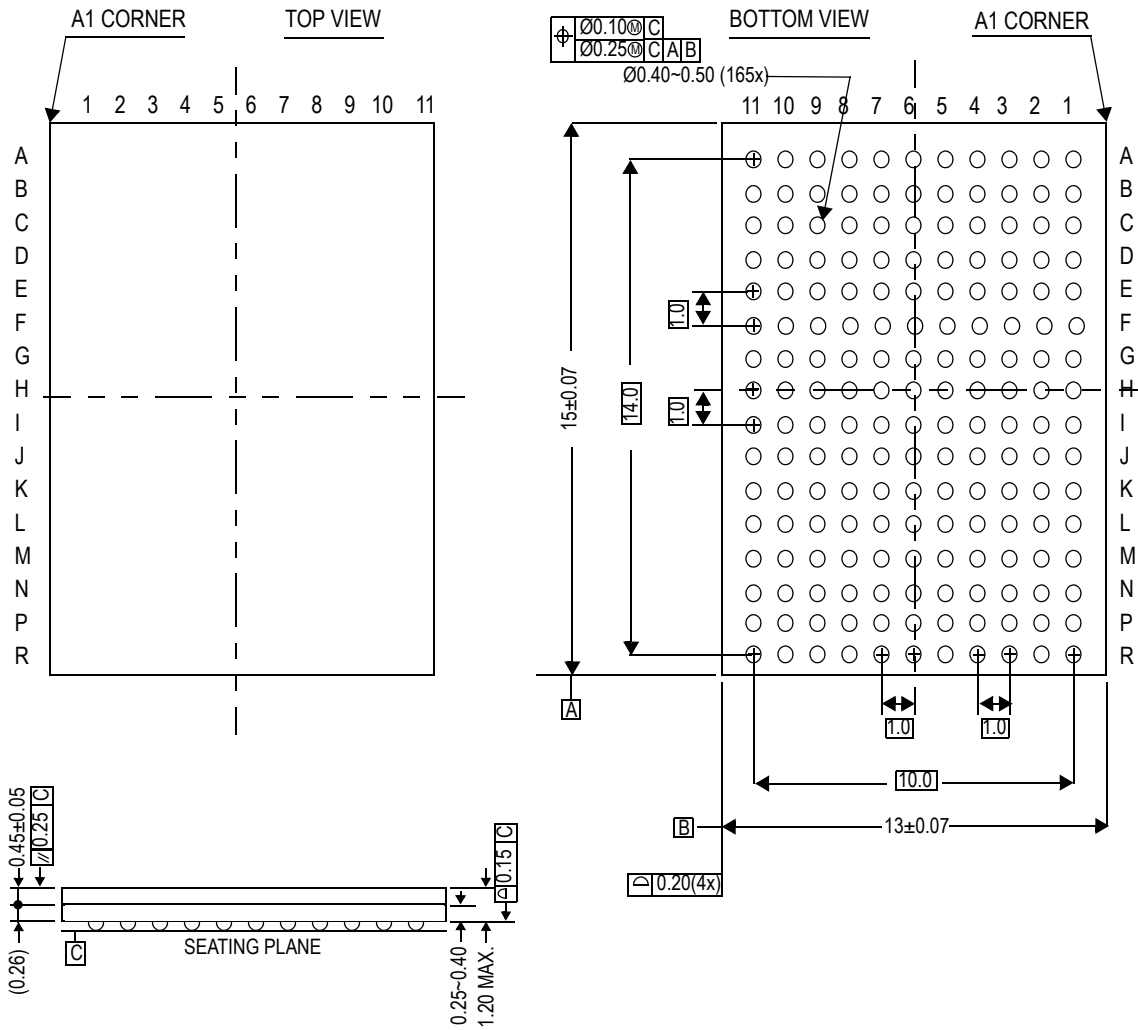 A1 CORNER
TOP VIEW
BOTTOM VIEW
A1 CORNER
⌖ Ø0.10Ⓜ C
Ø0.25Ⓜ C A B
Ø0.40~0.50 (165x)
1 2 3 4 5 6 7 8 9 10 11
11 10 9 8 7 6 5 4 3 2 1
A
B
C
D
E
F
G
H
I
J
K
L
M
N
P
R
A
B
C
D
E
F
G
H
I
J
K
L
M
N
P
R
1.0
1.0
15±0.07
14.0
A
1.0
1.0
10.0
B
13±0.07
⌓ 0.20(4x)
0.45±0.05
⫽ 0.25 C
(0.26)
C
SEATING PLANE
⌓ 0.15 C
0.25~0.40
1.20 MAX.